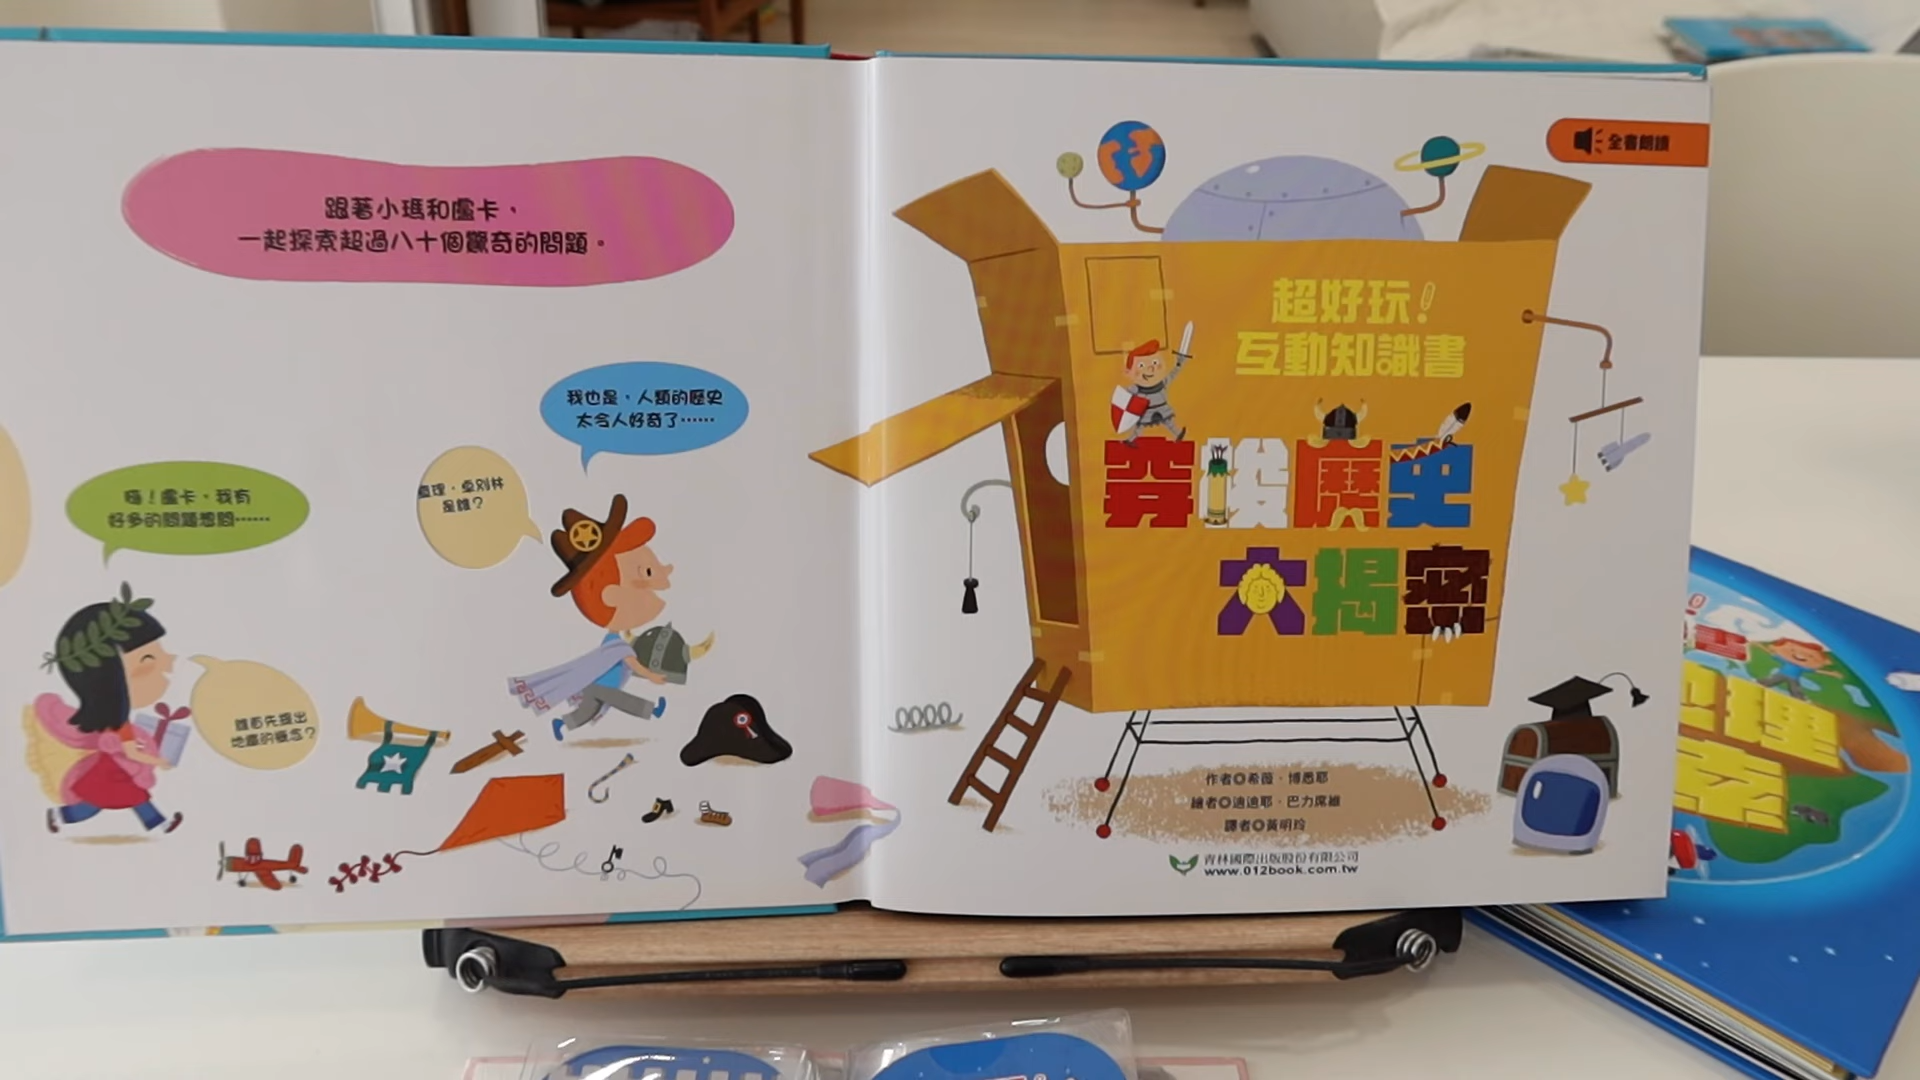 跟著小瑪和盧卡，
一起探索超過八十個驚奇的問題。
我也是，人類的歷史
太令人好奇了……
查理·卓別林
是誰？
嗨！盧卡，我有
好多的問題想問……
誰首先提出
地鐵的概念？
全書朗讀
超好玩！
互動知識書
穿梭歷史
大揭密
作者◎希薇·博悉耶
繪者◎迪迪耶·巴力席維
譯者◎黃明玲
青林國際出版股份有限公司
www.012book.com.tw